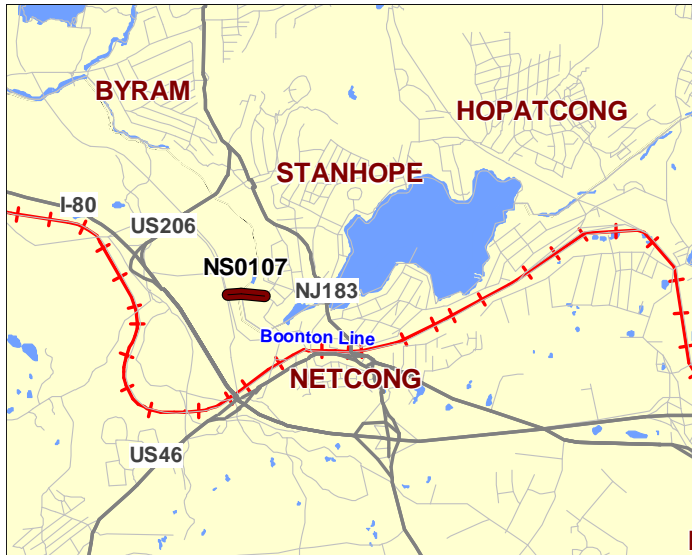 BYRAM
HOPATCONG
STANHOPE
I-80
US206
NS0107
NJ183
Boonton Line
NETCONG
US46